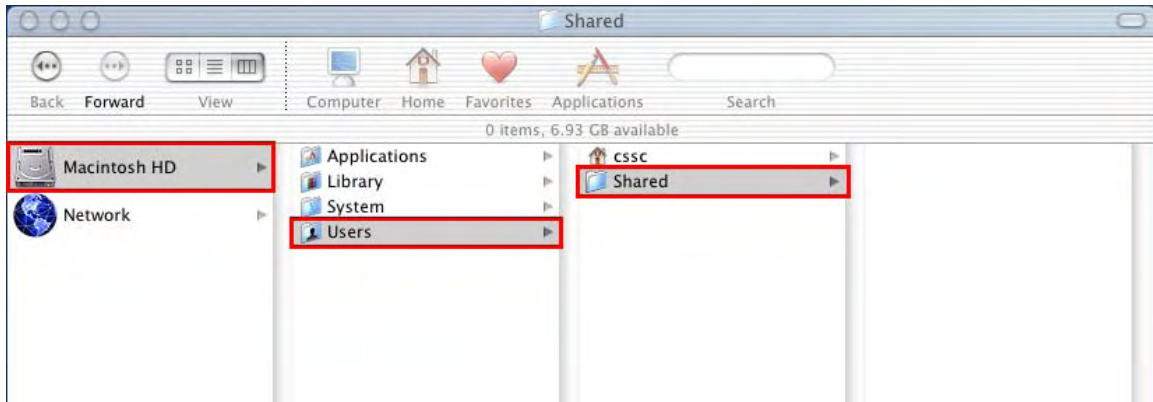 Shared
Back Forward View Computer Home Favorites Applications Search
0 items, 6.93 GB available
Macintosh HD
Network
Applications
Library
System
Users
cssc
Shared